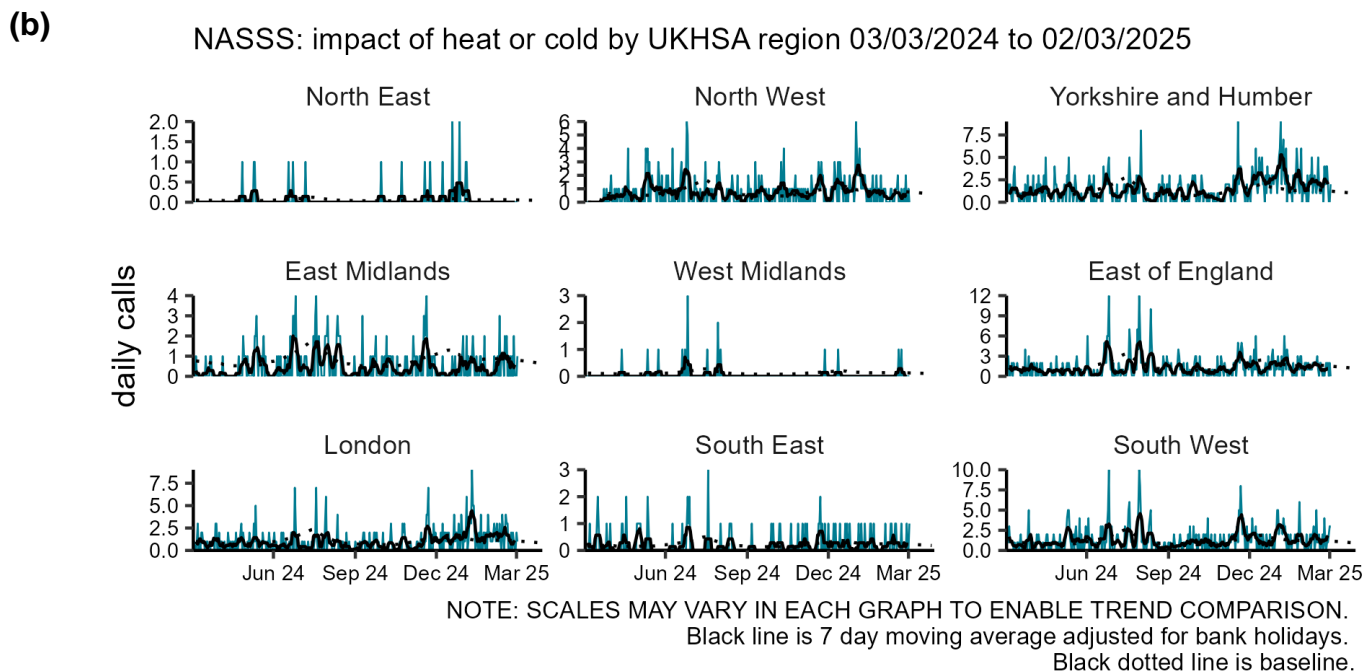 (b)
NASSS: impact of heat or cold by UKHSA region 03/03/2024 to 02/03/2025
North East
North West
Yorkshire and Humber
2.0
1.5
1.0
0.5
0.0
6
5
4
3
2
1
0
7.5
5.0
2.5
0.0
daily calls
East Midlands
West Midlands
East of England
4
3
2
1
0
3
2
1
0
12
9
6
3
0
London
South East
South West
7.5
5.0
2.5
0.0
3
2
1
0
10.0
7.5
5.0
2.5
0.0
Jun 24 Sep 24 Dec 24 Mar 25
Jun 24 Sep 24 Dec 24 Mar 25
Jun 24 Sep 24 Dec 24 Mar 25
NOTE: SCALES MAY VARY IN EACH GRAPH TO ENABLE TREND COMPARISON.
Black line is 7 day moving average adjusted for bank holidays.
Black dotted line is baseline.